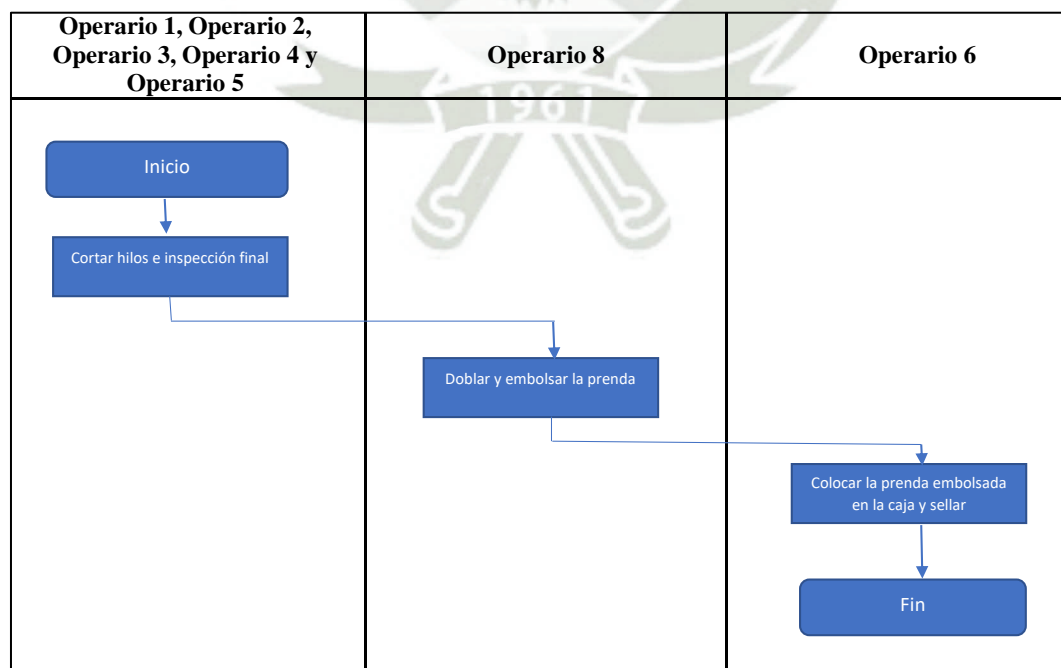 Operario 1, Operario 2,
Operario 3, Operario 4 y
Operario 5
Operario 8
Operario 6
1961
Inicio
Cortar hilos e inspección final
Doblar y embolsar la prenda
Colocar la prenda embolsada
en la caja y sellar
Fin